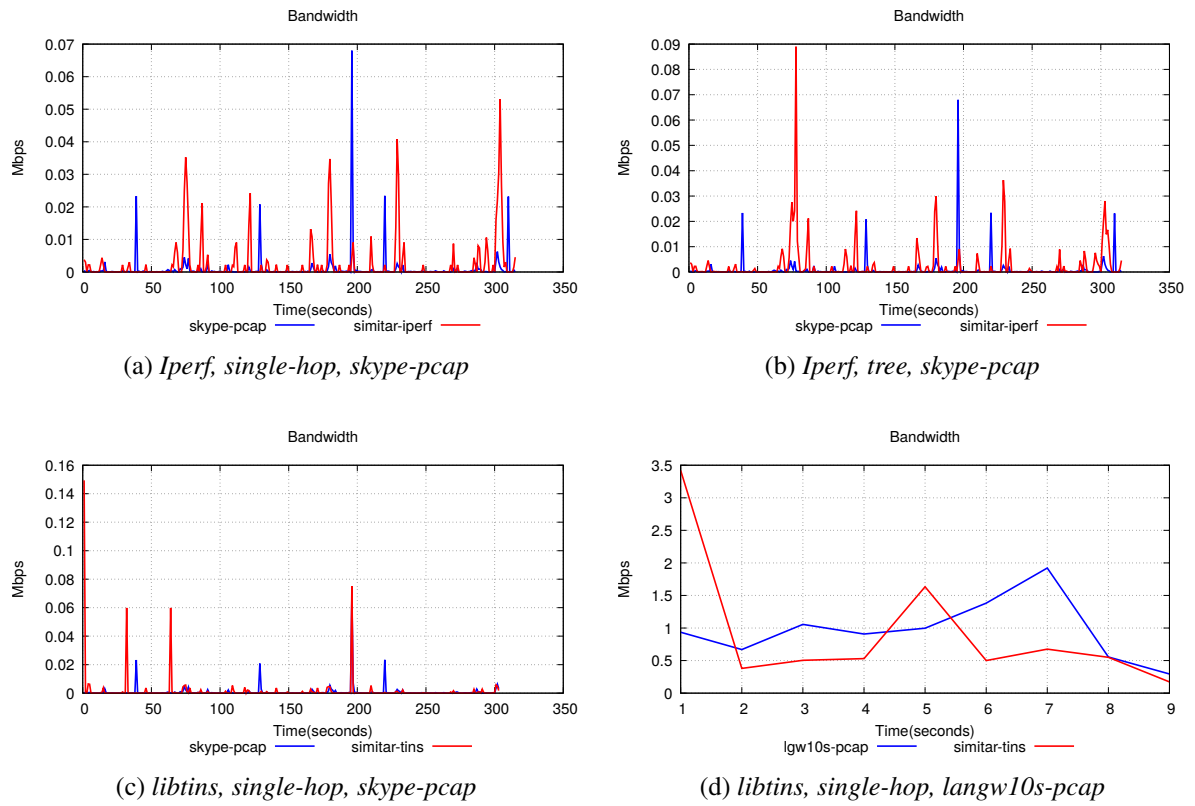 Bandwidth
0.07
0.06
0.05
0.04
0.03
0.02
0.01
0
Mbps
0 50 100 150 200 250 300 350
Time(seconds)
skype-pcap simitar-iperf
(a) Iperf, single-hop, skype-pcap
Bandwidth
0.09
0.08
0.07
0.06
0.05
0.04
0.03
0.02
0.01
0
Mbps
0 50 100 150 200 250 300 350
Time(seconds)
skype-pcap simitar-iperf
(b) Iperf, tree, skype-pcap
Bandwidth
0.16
0.14
0.12
0.1
0.08
0.06
0.04
0.02
0
Mbps
0 50 100 150 200 250 300 350
Time(seconds)
skype-pcap simitar-tins
(c) libtins, single-hop, skype-pcap
Bandwidth
3.5
3
2.5
2
1.5
1
0.5
0
Mbps
1 2 3 4 5 6 7 8 9
Time(seconds)
lgw10s-pcap simitar-tins
(d) libtins, single-hop, langw10s-pcap